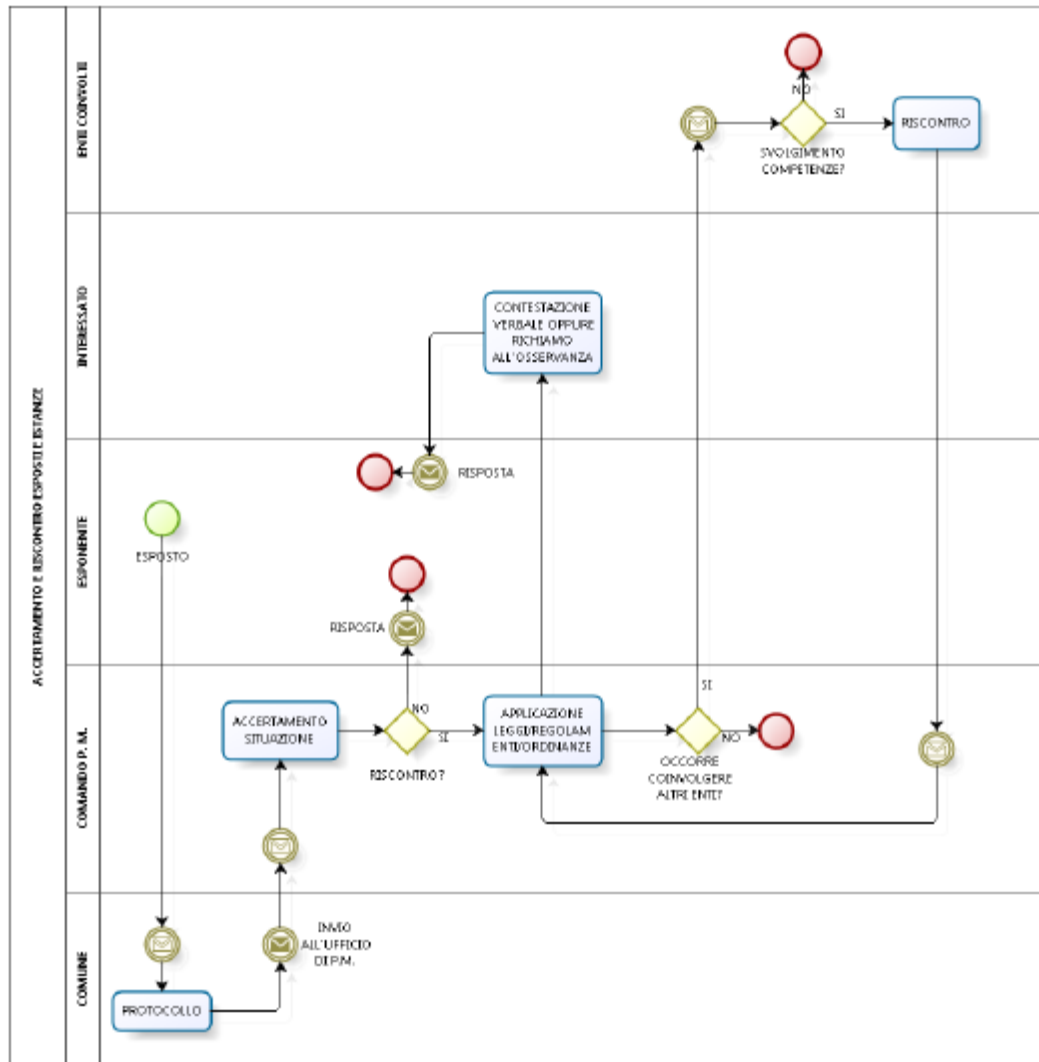 ACCERTAMENTO E RISCONTRO ESPOSTI E ISTANZE
ENTI COINVOLTI
NO
SI
RISCONTRO
SVOLGIMENTO
COMPETENZE?
INTERESSATO
CONTESTAZIONE
VERBALE OPPURE
RICHIAMO
ALL'OSSERVANZA
ESPONENTE
RISPOSTA
ESPOSTO
RISPOSTA
COMANDO P. M.
ACCERTAMENTO
SITUAZIONE
NO
SI
RISCONTRO?
APPLICAZIONE
LEGGI/REGOLAM
ENTI/ORDINANZE
SI
NO
OCCORRE
COINVOLGERE
ALTRI ENTI?
COMUNE
INVIO
ALL'UFFICIO
DI P.M.
PROTOCOLLO